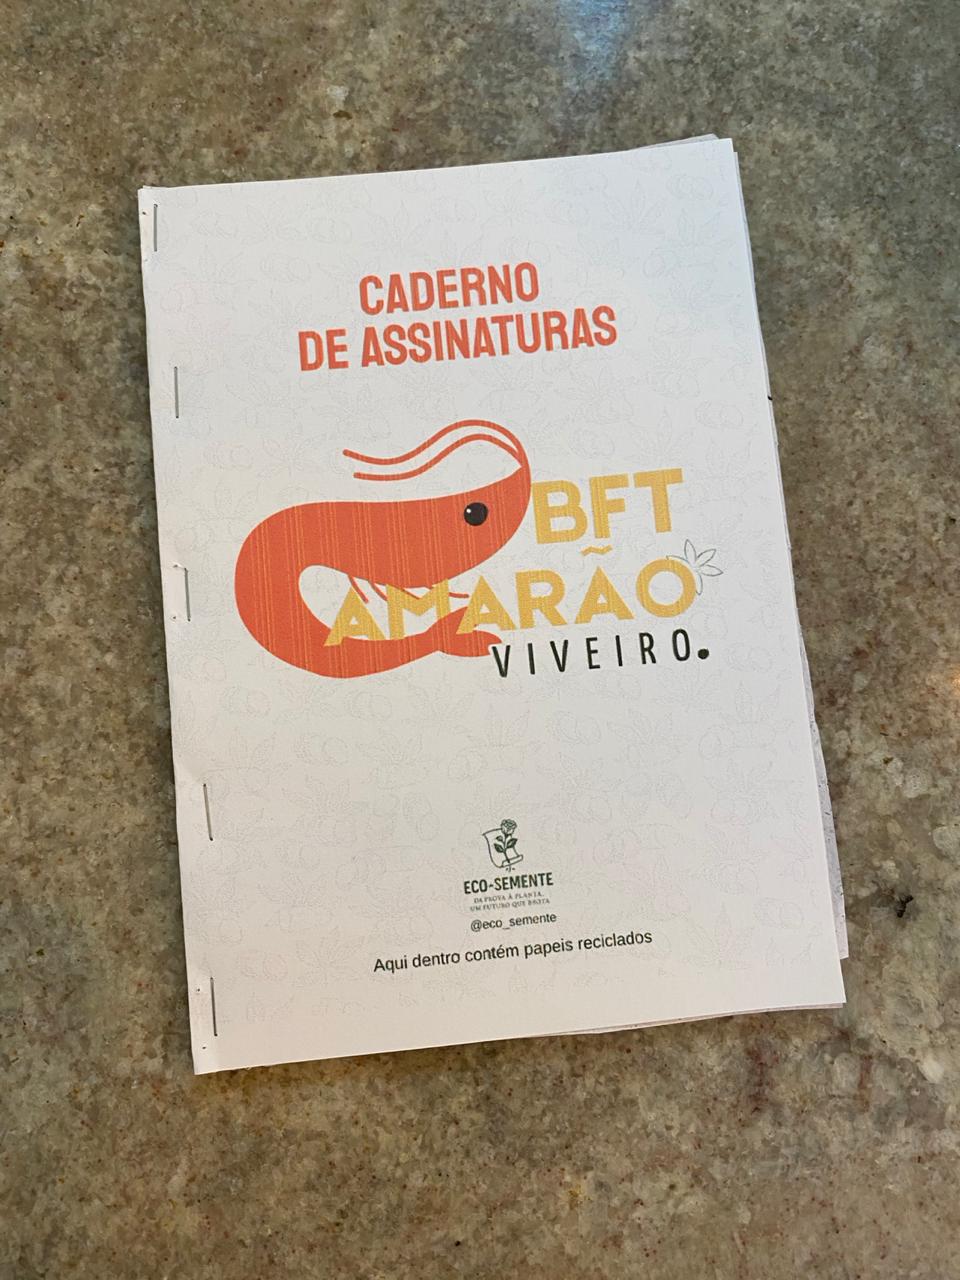 CADERNO
DE ASSINATURAS
BFT
AMARÃO
VIVEIRO.
ECO-SEMENTE
DA PROVA À PLANTA,
UM FUTURO QUE BROTA
@eco_semente
Aqui dentro contém papeis reciclados